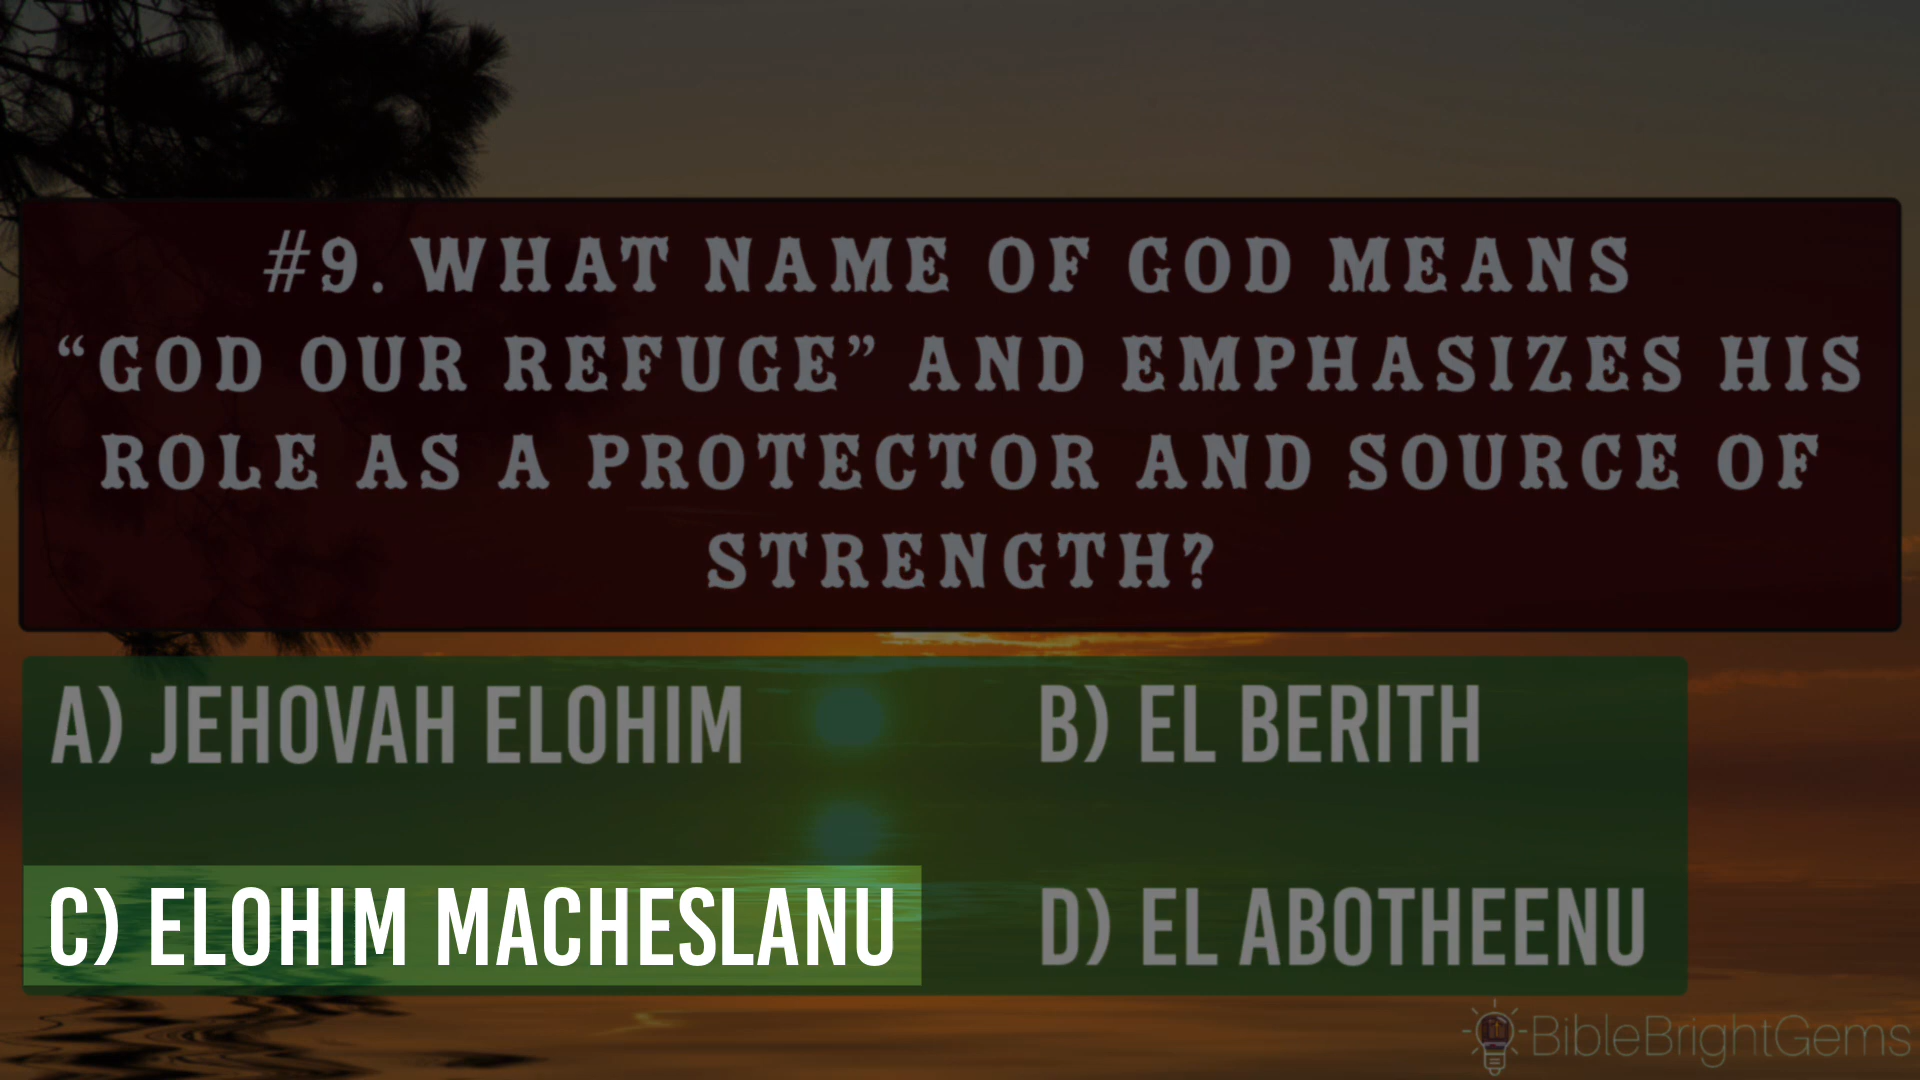 #9. WHAT NAME OF GOD MEANS
“GOD OUR REFUGE” AND EMPHASIZES HIS
ROLE AS A PROTECTOR AND SOURCE OF
STRENGTH?
A) JEHOVAH ELOHIM
B) EL BERITH
C) ELOHIM MACHESLANU
D) EL ABOTHEENU
BibleBrightGems